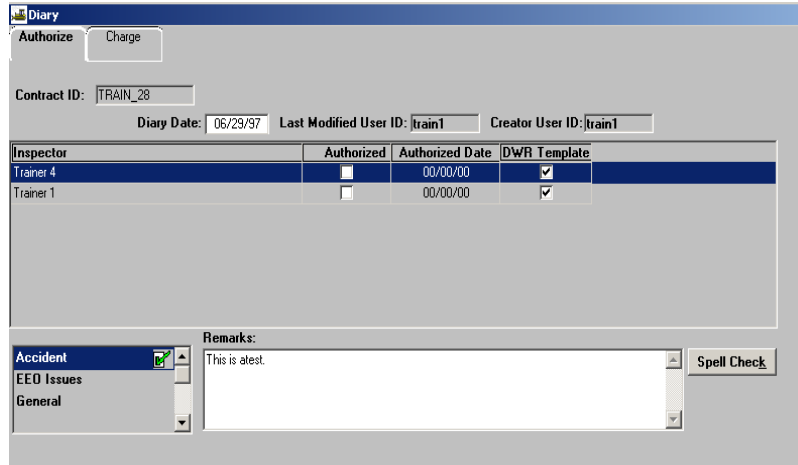 Diary
Authorize Charge
Contract ID: TRAIN_28
Diary Date: 06/29/97 Last Modified User ID: train1 Creator User ID: train1
Inspector Authorized Authorized Date DWR Template
Trainer 4 00/00/00
Trainer 1 00/00/00
Remarks:
Accident This is atest. Spell Check
EEO Issues
General